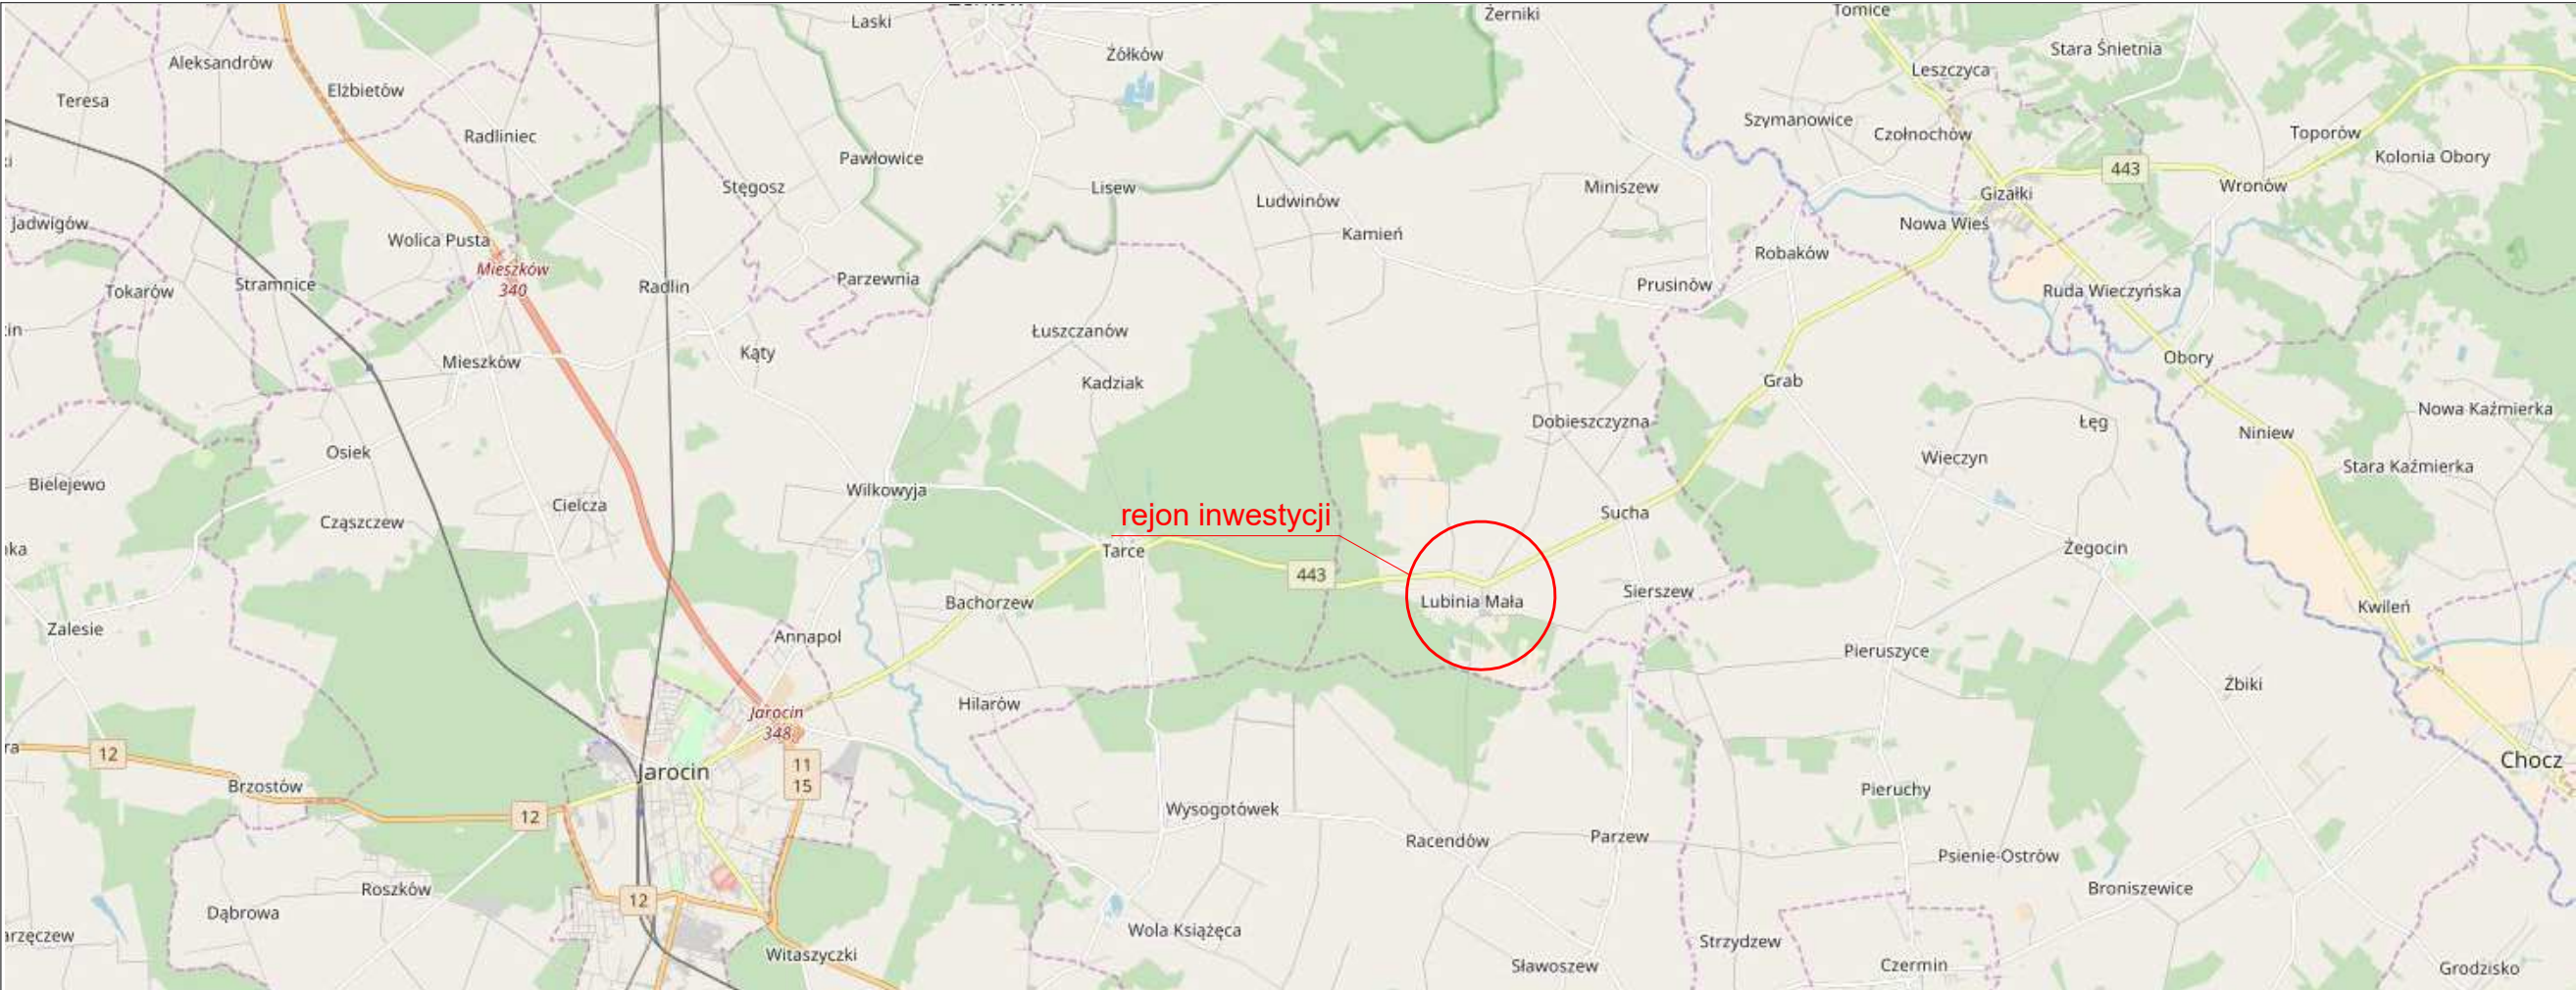 Laski
Żerniki
Tomice
Aleksandrów
Żółków
Stara Śnietnia
Teresa
Elżbietów
Leszczyca
Radliniec
Szymanowice
Czołnochów
Toporów
Pawłowice
Kolonia Obory
Stęgosz
Lisew
Ludwinów
Miniszew
443
Wronów
Gizałki
Jadwigów
Wolica Pusta
Kamień
Nowa Wieś
Mieszków
340
Robaków
Tokarów
Stramnice
Radlin
Parzewnia
Prusinów
Ruda Wieczyńska
Łuszczanów
Mieszków
Kąty
Obory
Kadziak
Grab
Dobieszczyzna
Łęg
Nowa Kaźmierka
Niniew
Osiek
Bielejewo
Wilkowyja
Wieczyn
Stara Kaźmierka
Cielcza
Cząszczew
rejon inwestycji
Sucha
Tarce
443
Żegocin
Bachorzew
Lubinia Mała
Sierszew
Kwileń
Zalesie
Annapol
Pieruszyce
Hilarów
Żbiki
Jarocin
348
12
Jarocin
11
15
Chocz
Brzostów
12
Wysogotówek
Pieruchy
Racendów
Parzew
Psienie-Ostrów
Roszków
12
Broniszewice
Dąbrowa
Wola Książęca
arzęczew
Witaszyczki
Strzydzew
Sławoszew
Czermin
Grodzisko